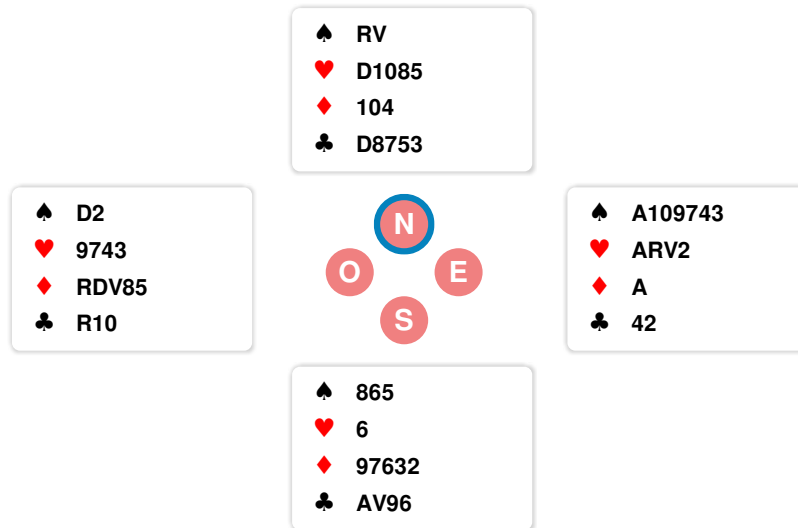 ♠ RV
♥ D1085
♦ 104
♣ D8753
♠ D2
♥ 9743
♦ RDV85
♣ R10
N
O E
S
♠ A109743
♥ ARV2
♦ A
♣ 42
♠ 865
♥ 6
♦ 97632
♣ AV96